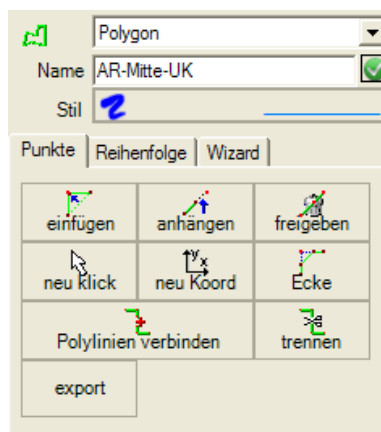 Polygon
Name AR-Mitte-UK
Stil
Punkte Reihenfolge Wizard
einfügen anhängen freigeben
neu klick neu Koord Ecke
Polylinien verbinden trennen
export